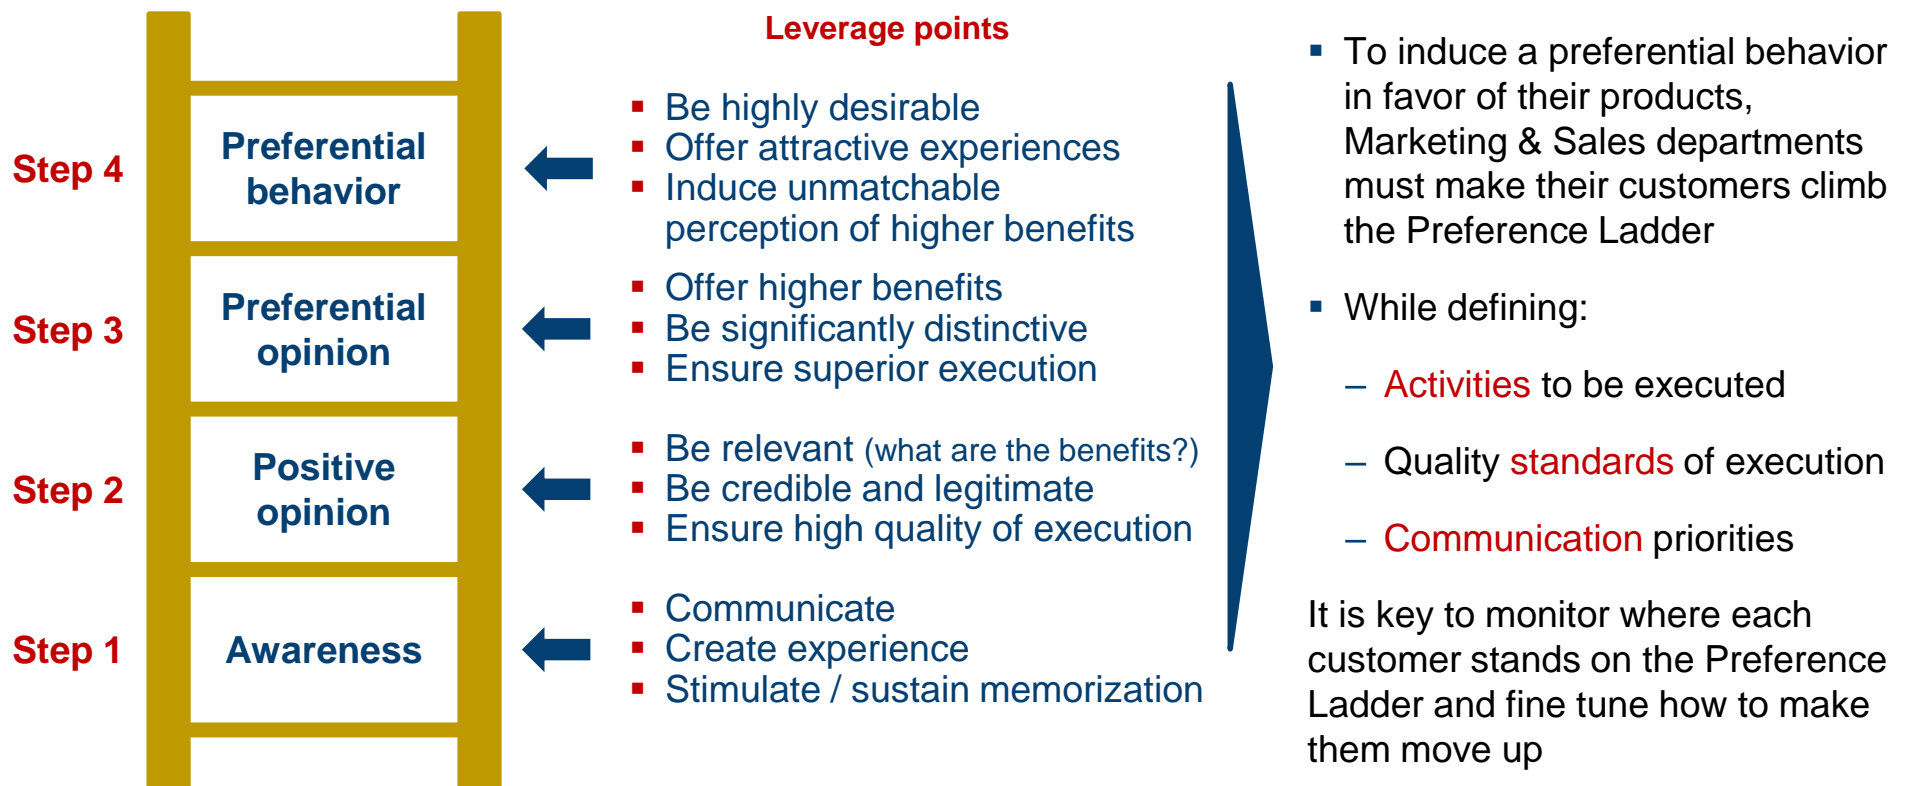 Leverage points
Step 4
Preferential
behavior
▪ Be highly desirable
▪ Offer attractive experiences
▪ Induce unmatchable
perception of higher benefits
Step 3
Preferential
opinion
▪ Offer higher benefits
▪ Be significantly distinctive
▪ Ensure superior execution
Step 2
Positive
opinion
▪ Be relevant (what are the benefits?)
▪ Be credible and legitimate
▪ Ensure high quality of execution
Step 1
Awareness
▪ Communicate
▪ Create experience
▪ Stimulate / sustain memorization
▪ To induce a preferential behavior
in favor of their products,
Marketing & Sales departments
must make their customers climb
the Preference Ladder
▪ While defining:
– Activities to be executed
– Quality standards of execution
– Communication priorities
It is key to monitor where each
customer stands on the Preference
Ladder and fine tune how to make
them move up